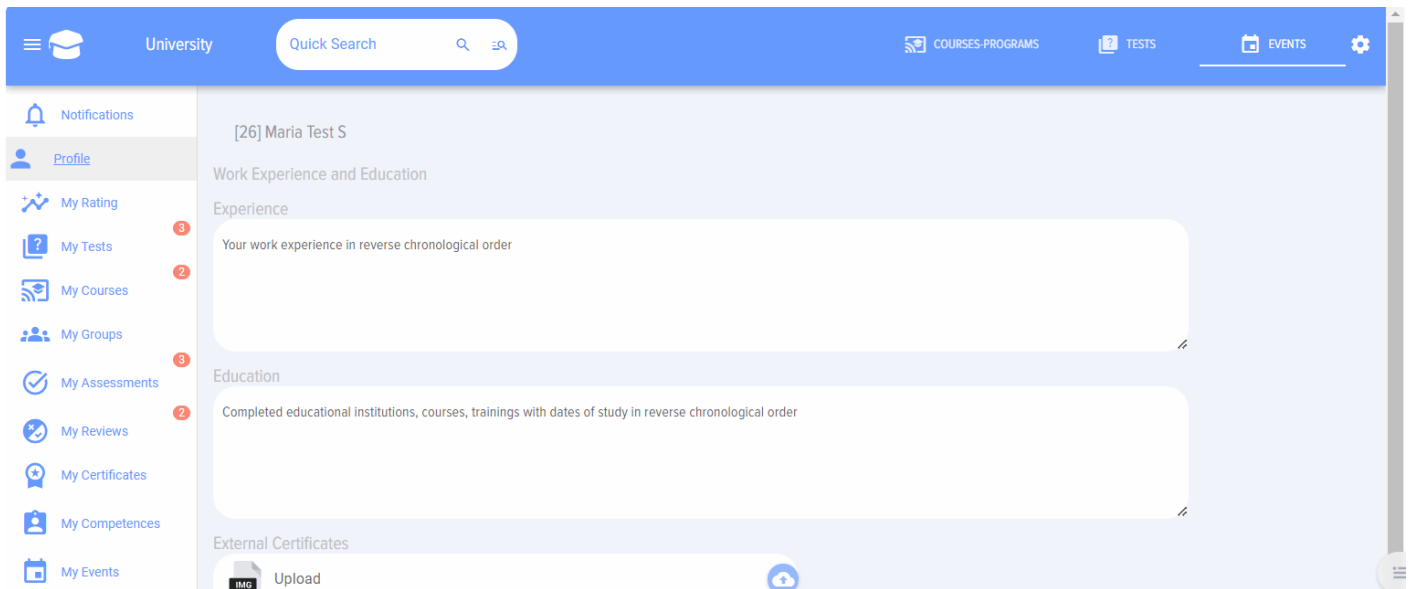 University
Quick Search
COURSES-PROGRAMS
TESTS
EVENTS
Notifications
Profile
My Rating
3
My Tests
2
My Courses
My Groups
3
My Assessments
2
My Reviews
My Certificates
My Competences
My Events
[26] Maria Test S
Work Experience and Education
Experience
Your work experience in reverse chronological order
Education
Completed educational institutions, courses, trainings with dates of study in reverse chronological order
External Certificates
IMG
Upload